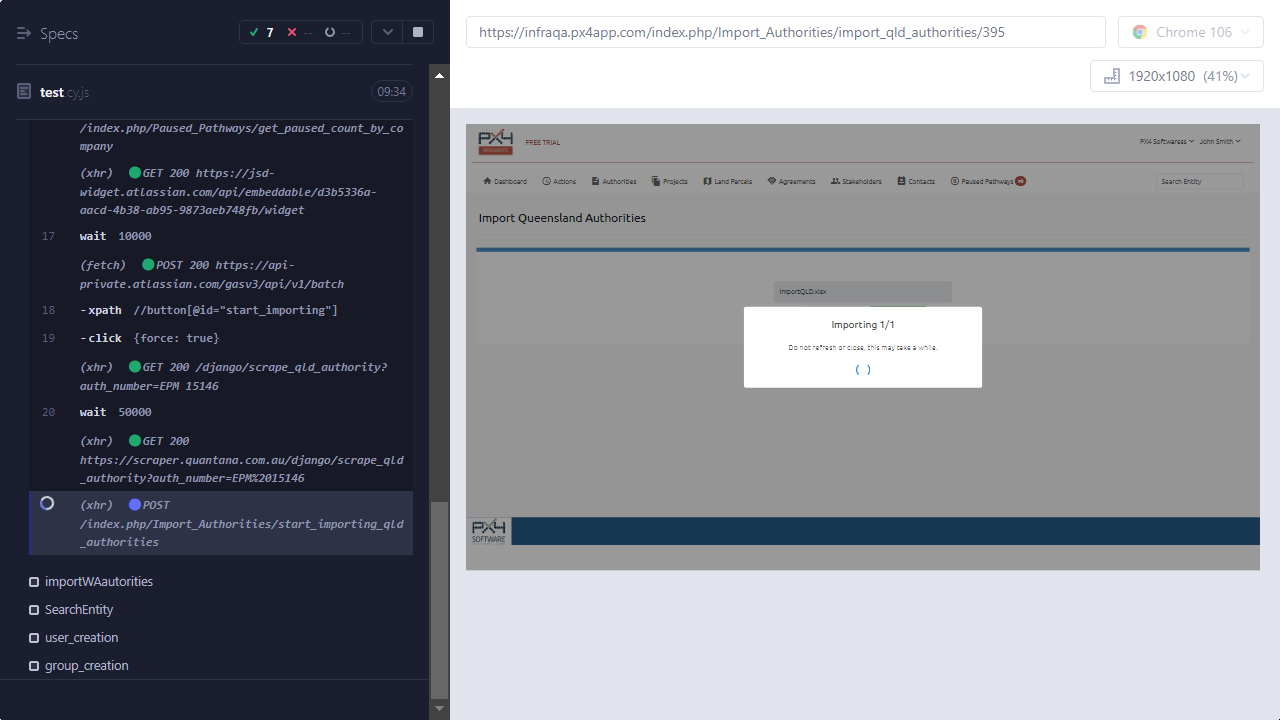 Specs
7
--
--
test cy.js
09:34
/index.php/Paused_Pathways/get_paused_count_by_co
mpany
(xhr) GET 200 https://jsd-
widget.atlassian.com/api/embeddable/d3b5336a-
aacd-4b38-ab95-9873aeb748fb/widget
17 wait 10000
(fetch) POST 200 https://api-
private.atlassian.com/gasv3/api/v1/batch
18 -xpath //button[@id="start_importing"]
19 -click {force: true}
(xhr) GET 200 /django/scrape_qld_authority?
auth_number=EPM 15146
20 wait 50000
(xhr) GET 200
https://scraper.quantana.com.au/django/scrape_qld
_authority?auth_number=EPM%2015146
(xhr) POST
/index.php/Import_Authorities/start_importing_qld
_authorities
importWAautorities
SearchEntity
user_creation
group_creation
https://infraqa.px4app.com/index.php/Import_Authorities/import_qld_authorities/395
Chrome 106
1920x1080 (41%)
PX4
FREE TRIAL
PX4 Softwaress
John Smith
Dashboard
Actions
Authorities
Projects
Land Parcels
Agreements
Stakeholders
Contacts
Paused Pathways
Search Entity
Import Queensland Authorities
ImportQLD.xlsx
Importing 1/1
Do not refresh or close, this may take a while.
PX4
SOFTWARE